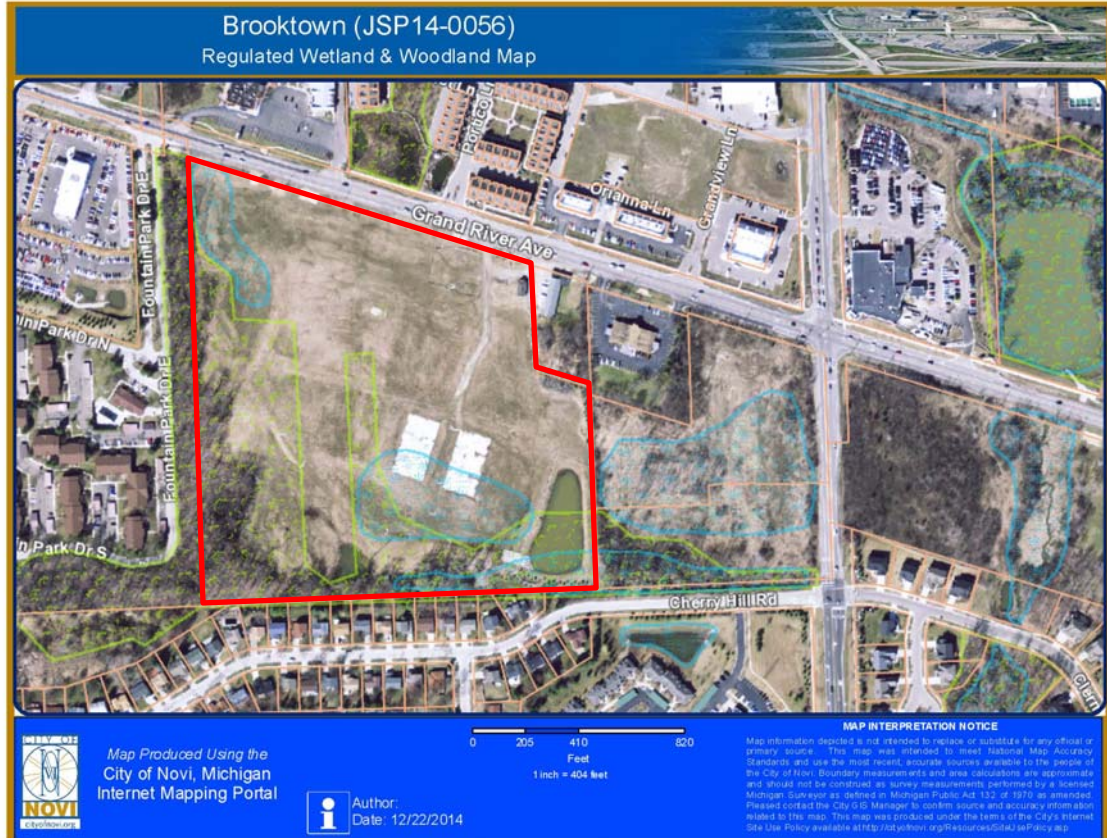 Brooktown (JSP14-0056)
Regulated Wetland & Woodland Map
Portico Ln
Grandview Ln
Orianna Ln
Grand River Ave
Fountain Park Dr E
in Park Dr N
Fountain Park Dr E
in Park Dr S
Cherry Hill Rd
Clerm
CITY OF
NOVI
cityofnovi.org
Map Produced Using the
City of Novi, Michigan
Internet Mapping Portal
0 205 410 820
Feet
1 inch = 404 feet
Author:
Date: 12/22/2014
MAP INTERPRETATION NOTICE
Map information depicted is not intended to replace or substitute for any official or
primary source. This map was intended to meet National Map Accuracy
Standards and use the most recent, accurate sources available to the people of
the City of Novi. Boundary measurements and area calculations are approximate
and should not be construed as survey measurements performed by a licensed
Michigan Surveyor as defined in Michigan Public Act 132 of 1970 as amended.
Pleased contact the City GIS Manager to confirm source and accuracy information
related to this map. This map was produced under the terms of the City's Internet
Site Use Policy available at http://cityofnovi.org/Resources/SiteUsePolicy.asp